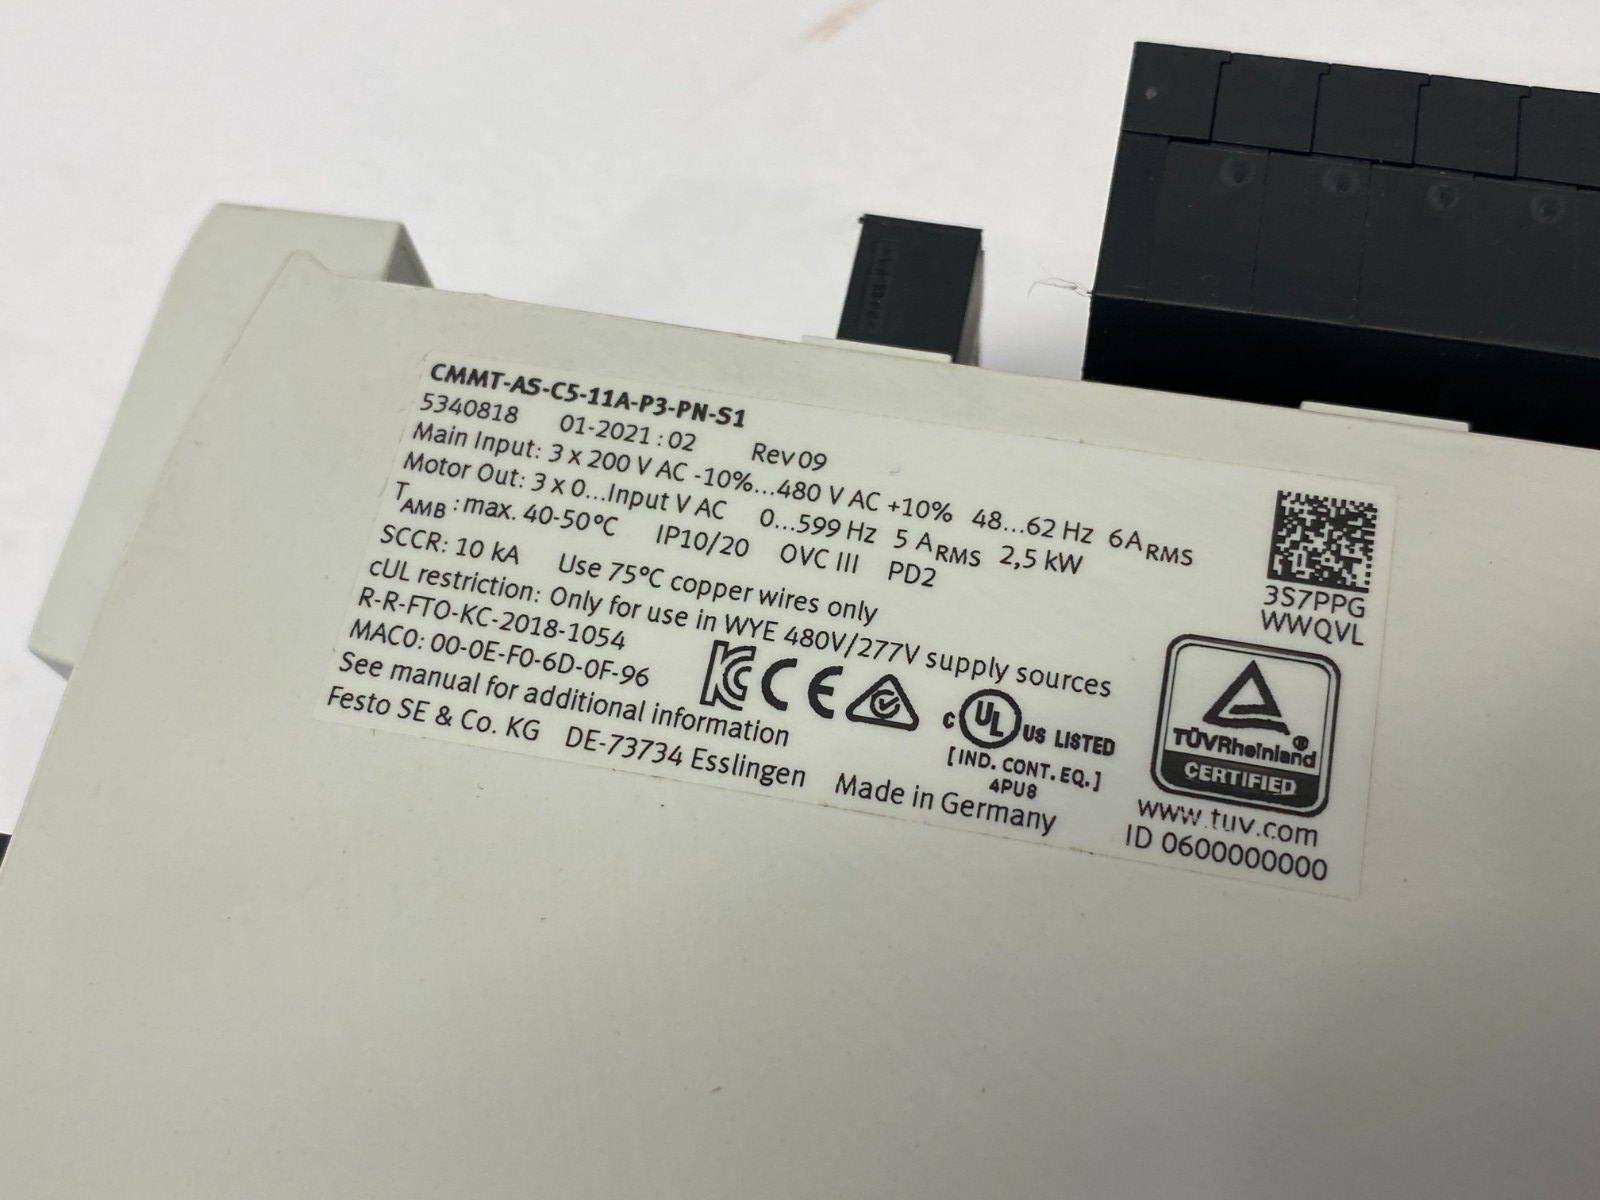 CMMT-AS-C5-11A-P3-PN-S1
5340818 01-2021 : 02 Rev 09
Main Input: 3 x 200 V AC -10%...480 V AC +10% 48...62 Hz 6ARMS
Motor Out: 3 x 0...Input V AC 0...599 Hz 5 ARMS 2,5 kW
TAMB : max. 40-50°C IP10/20 OVC III PD2
SCCR: 10 kA Use 75°C copper wires only
cUL restriction: Only for use in WYE 480V/277V supply sources
R-R-FTO-KC-2018-1054
MAC0: 00-0E-F0-6D-0F-96
See manual for additional information
Festo SE & Co. KG DE-73734 Esslingen Made in Germany
KC CE
c UL US LISTED
[IND. CONT. EQ.]
4PU8
3S7PPG
WWQVL
TÜVRheinland ®
CERTIFIED
www.tuv.com
ID 0600000000